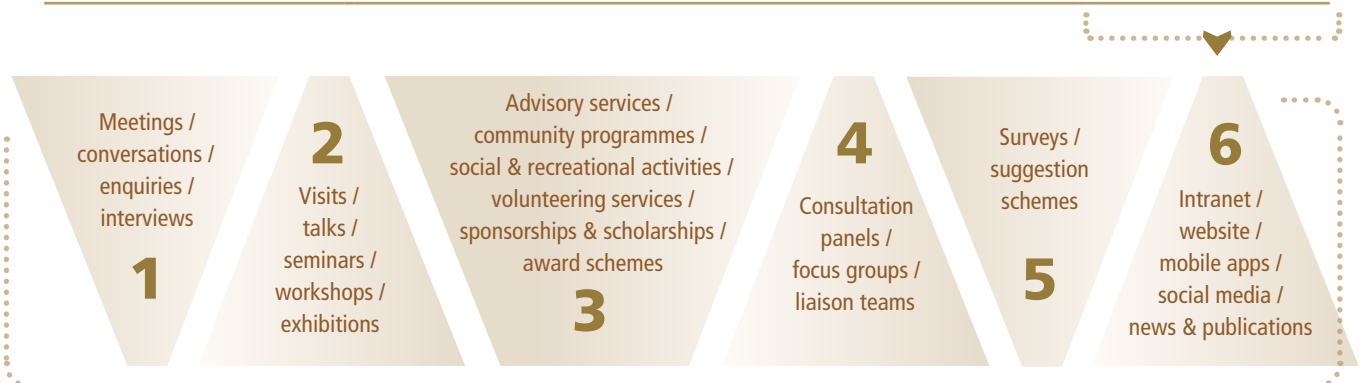 Meetings /
conversations /
enquiries /
interviews
1
2
Visits /
talks /
seminars /
workshops /
exhibitions
Advisory services /
community programmes /
social & recreational activities /
volunteering services /
sponsorships & scholarships /
award schemes
3
4
Consultation
panels /
focus groups /
liaison teams
Surveys /
suggestion
schemes
5
6
Intranet /
website /
mobile apps /
social media /
news & publications